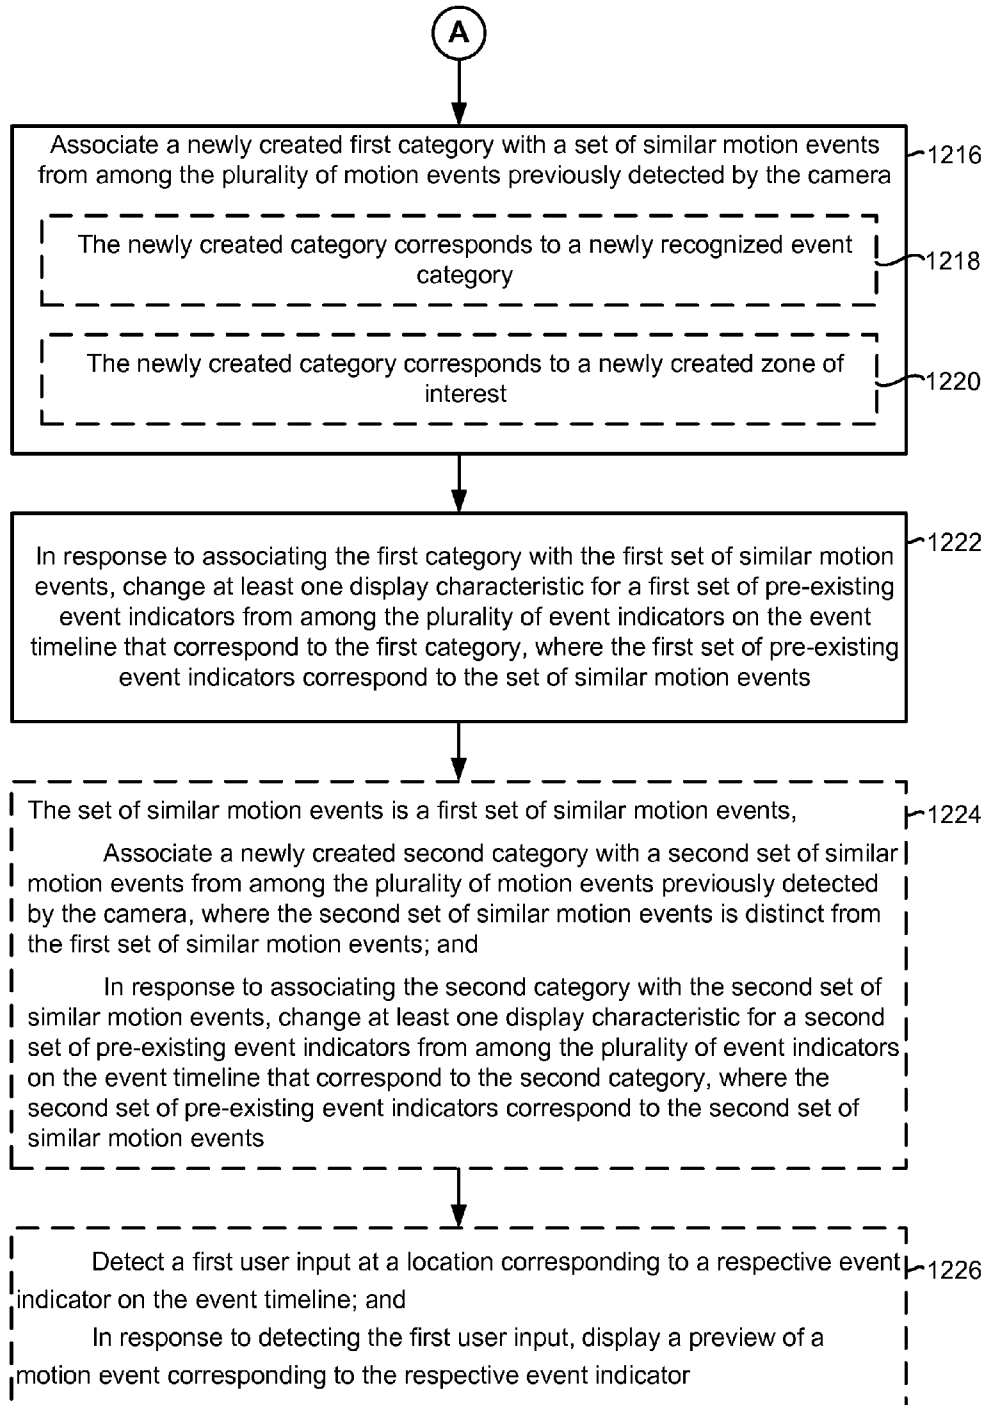 A
Associate a newly created first category with a set of similar motion events
from among the plurality of motion events previously detected by the camera
1216
The newly created category corresponds to a newly recognized event
category
1218
The newly created category corresponds to a newly created zone of
interest
1220
In response to associating the first category with the first set of similar motion
events, change at least one display characteristic for a first set of pre-existing
event indicators from among the plurality of event indicators on the event
timeline that correspond to the first category, where the first set of pre-existing
event indicators correspond to the set of similar motion events
1222
The set of similar motion events is a first set of similar motion events,
1224
Associate a newly created second category with a second set of similar
motion events from among the plurality of motion events previously detected
by the camera, where the second set of similar motion events is distinct from
the first set of similar motion events; and
In response to associating the second category with the second set of
similar motion events, change at least one display characteristic for a second
set of pre-existing event indicators from among the plurality of event indicators
on the event timeline that correspond to the second category, where the
second set of pre-existing event indicators correspond to the second set of
similar motion events
Detect a first user input at a location corresponding to a respective event
indicator on the event timeline; and
1226
In response to detecting the first user input, display a preview of a
motion event corresponding to the respective event indicator